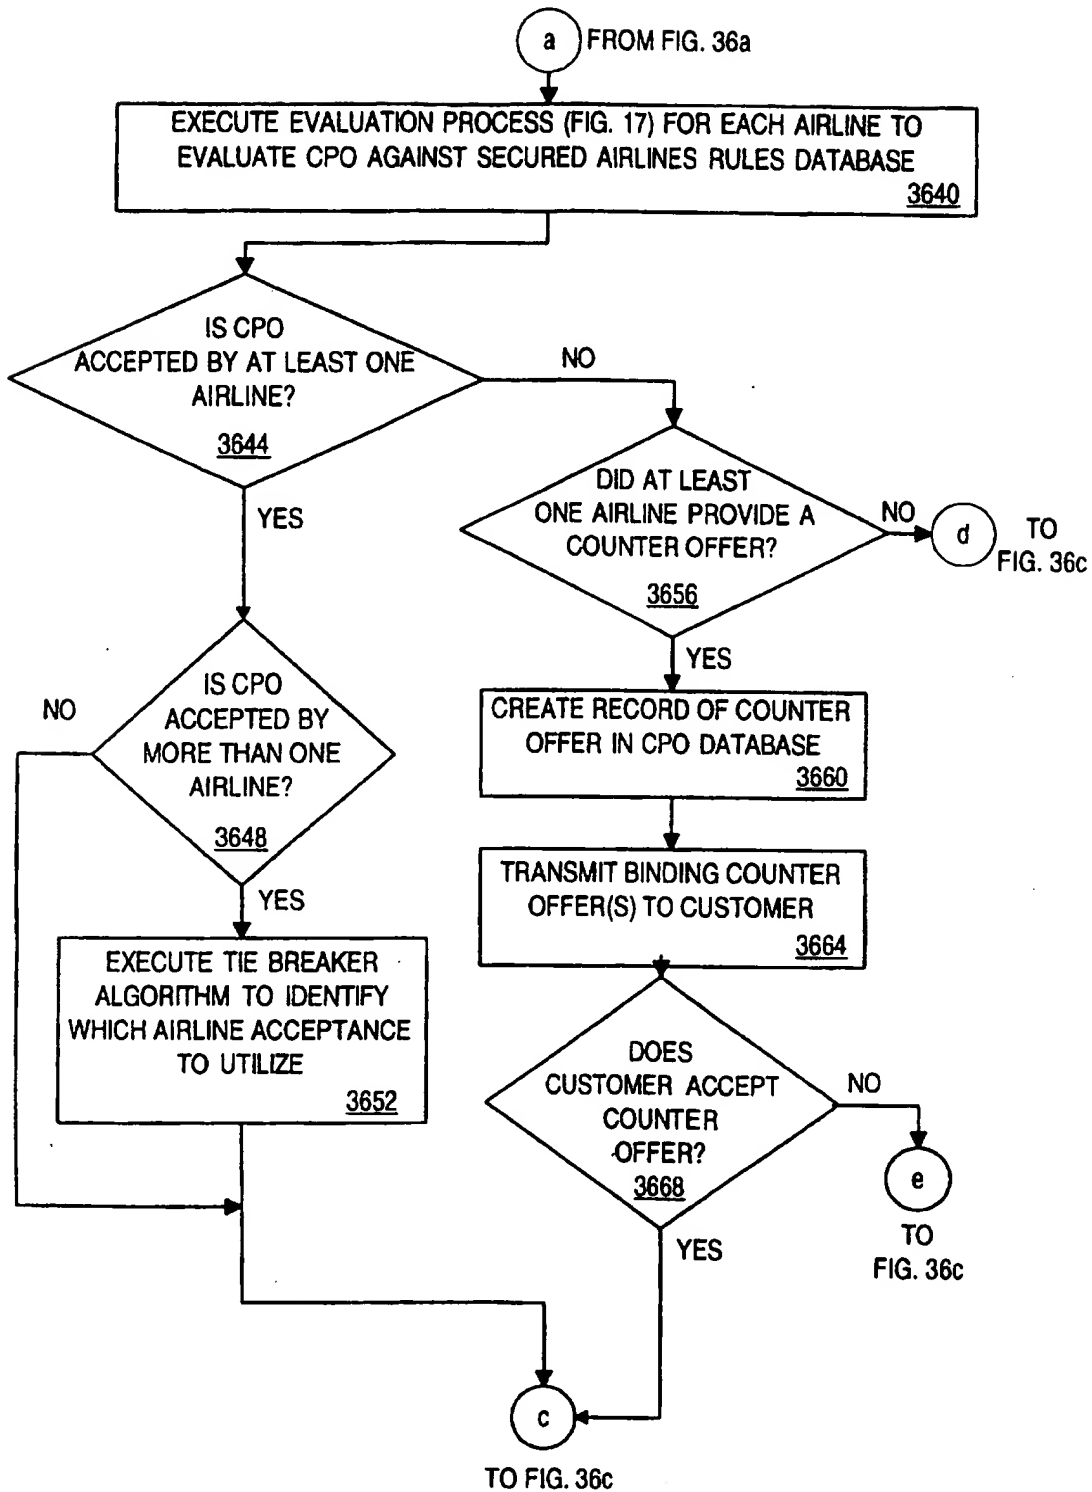 a
FROM FIG. 36a
EXECUTE EVALUATION PROCESS (FIG. 17) FOR EACH AIRLINE TO
EVALUATE CPO AGAINST SECURED AIRLINES RULES DATABASE
3640
IS CPO
ACCEPTED BY AT LEAST ONE
AIRLINE?
3644
NO
YES
DID AT LEAST
ONE AIRLINE PROVIDE A
COUNTER OFFER?
3656
NO
d
TO
FIG. 36c
YES
IS CPO
ACCEPTED BY
MORE THAN ONE
AIRLINE?
3648
NO
YES
CREATE RECORD OF COUNTER
OFFER IN CPO DATABASE
3660
TRANSMIT BINDING COUNTER
OFFER(S) TO CUSTOMER
3664
EXECUTE TIE BREAKER
ALGORITHM TO IDENTIFY
WHICH AIRLINE ACCEPTANCE
TO UTILIZE
3652
DOES
CUSTOMER ACCEPT
COUNTER
OFFER?
3668
NO
e
TO
FIG. 36c
YES
c
TO FIG. 36c